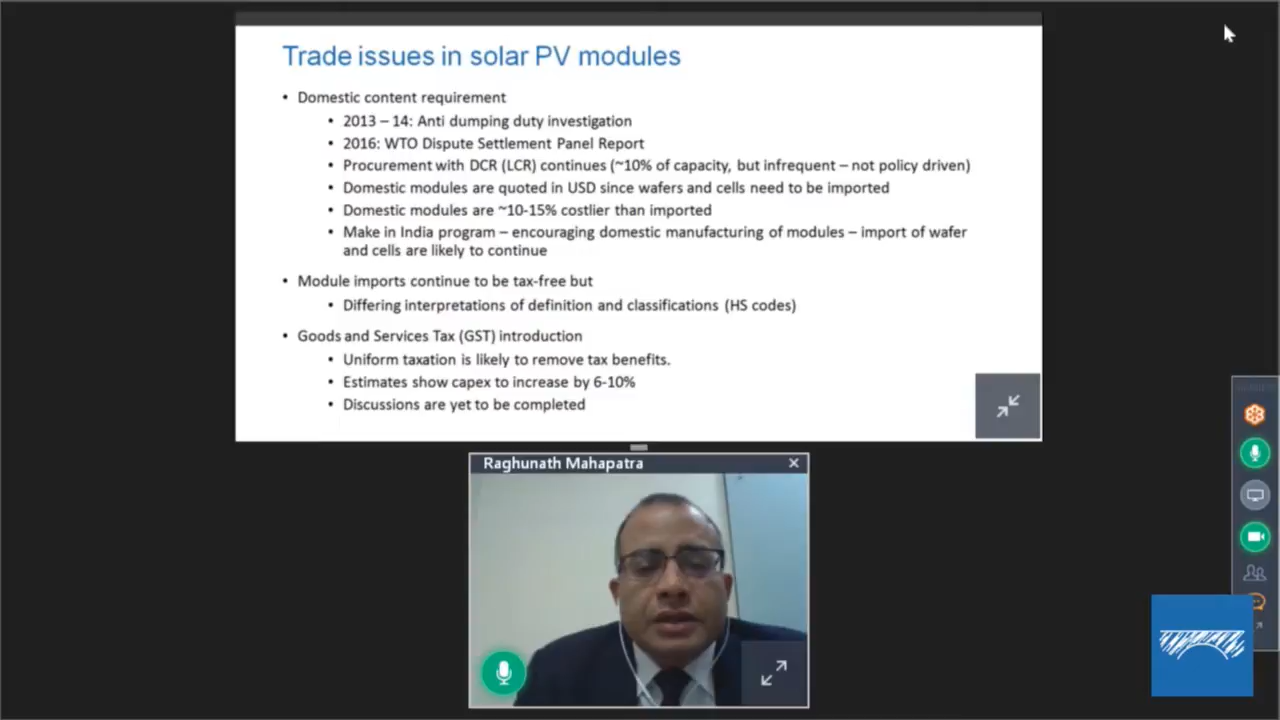 Trade issues in solar PV modules
• Domestic content requirement
• 2013 – 14: Anti dumping duty investigation
• 2016: WTO Dispute Settlement Panel Report
• Procurement with DCR (LCR) continues (~10% of capacity, but infrequent – not policy driven)
• Domestic modules are quoted in USD since wafers and cells need to be imported
• Domestic modules are ~10-15% costlier than imported
• Make in India program – encouraging domestic manufacturing of modules – import of wafer
and cells are likely to continue
• Module imports continue to be tax-free but
• Differing interpretations of definition and classifications (HS codes)
• Goods and Services Tax (GST) introduction
• Uniform taxation is likely to remove tax benefits.
• Estimates show capex to increase by 6-10%
• Discussions are yet to be completed
Raghunath Mahapatra